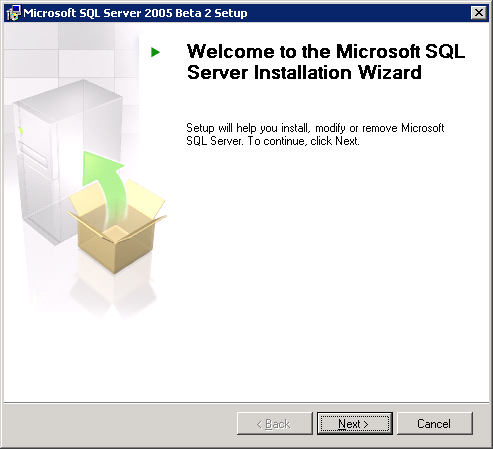 Microsoft SQL Server 2005 Beta 2 Setup
Welcome to the Microsoft SQL
Server Installation Wizard
Setup will help you install, modify or remove Microsoft
SQL Server. To continue, click Next.
< Back
Next >
Cancel